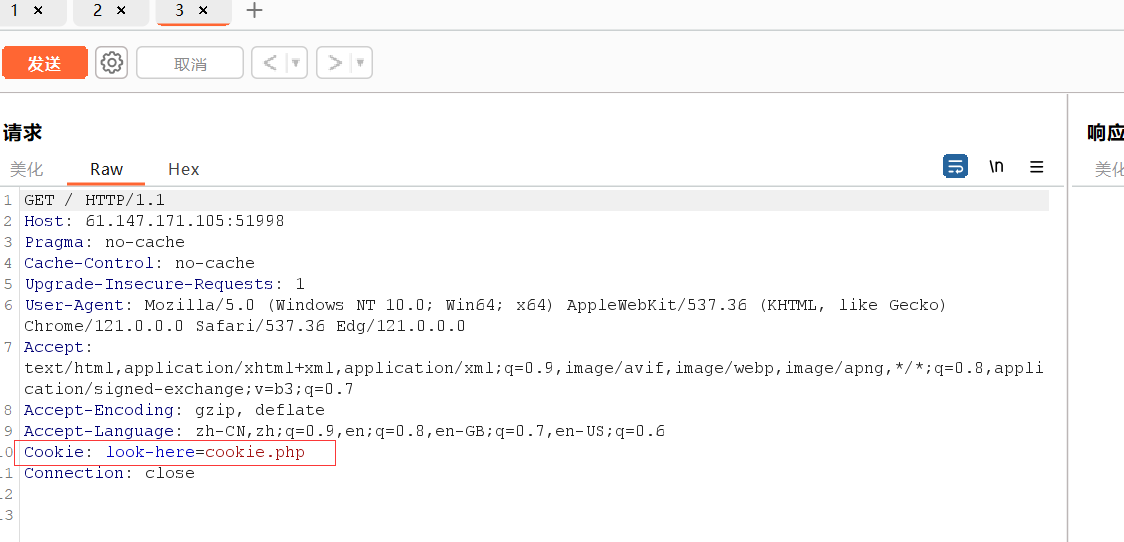 1 × 2 × 3 × +
发送 取消 < >
请求 响应
美化 Raw Hex \n 美化
1 GET / HTTP/1.1
2 Host: 61.147.171.105:51998
3 Pragma: no-cache
4 Cache-Control: no-cache
5 Upgrade-Insecure-Requests: 1
6 User-Agent: Mozilla/5.0 (Windows NT 10.0; Win64; x64) AppleWebKit/537.36 (KHTML, like Gecko)
Chrome/121.0.0.0 Safari/537.36 Edg/121.0.0.0
7 Accept:
text/html,application/xhtml+xml,application/xml;q=0.9,image/avif,image/webp,image/apng,*/*;q=0.8,appli
cation/signed-exchange;v=b3;q=0.7
8 Accept-Encoding: gzip, deflate
9 Accept-Language: zh-CN,zh;q=0.9,en;q=0.8,en-GB;q=0.7,en-US;q=0.6
10 Cookie: look-here=cookie.php
11 Connection: close
12
13